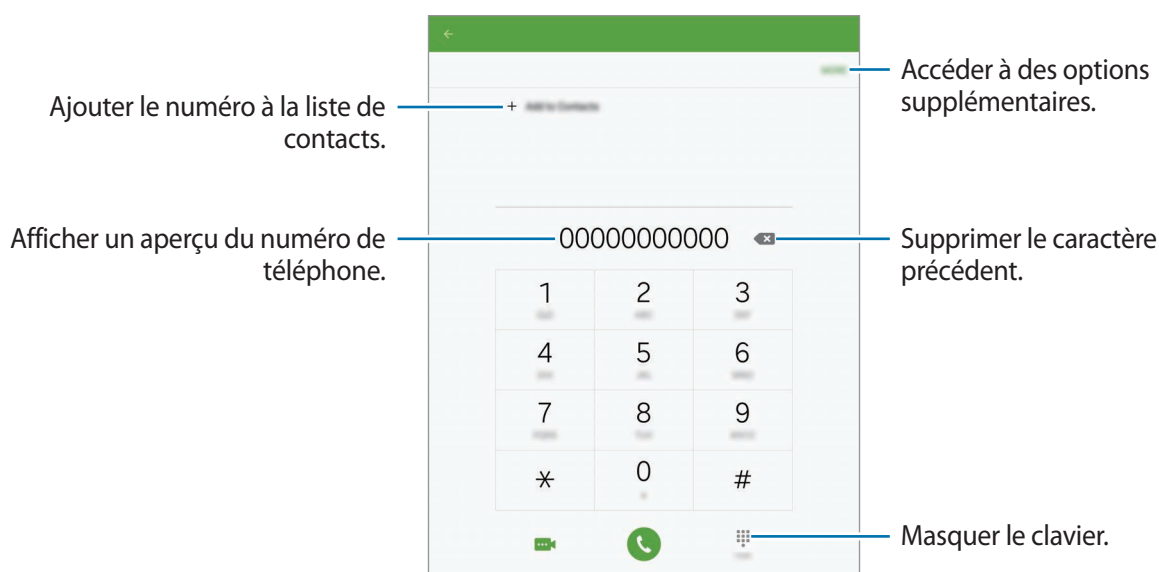 Accéder à des options
supplémentaires.
Ajouter le numéro à la liste de
contacts.
+ Add to Contacts
Afficher un aperçu du numéro de
téléphone.
00000000000
Supprimer le caractère
précédent.
1 2 3
4 5 6
7 8 9
* 0 #
Masquer le clavier.